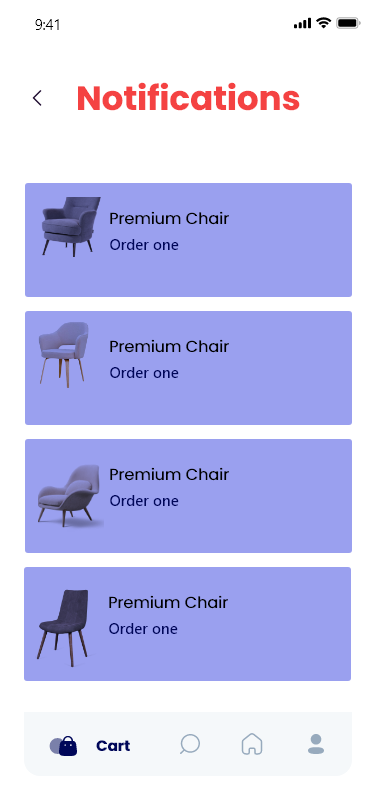 9:41
Notifications
Premium Chair
Order one
Premium Chair
Order one
Premium Chair
Order one
Premium Chair
Order one
Cart